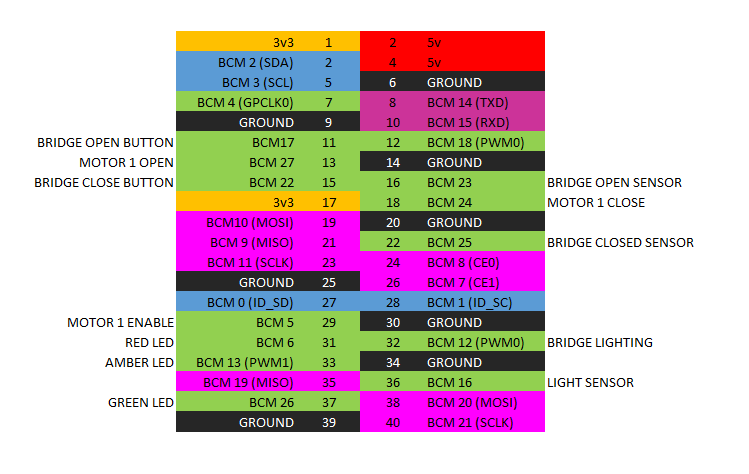 3v3 1 2 5v
BCM 2 (SDA) 2 4 5v
BCM 3 (SCL) 5 6 GROUND
BCM 4 (GPCLK0) 7 8 BCM 14 (TXD)
GROUND 9 10 BCM 15 (RXD)
BRIDGE OPEN BUTTON BCM17 11 12 BCM 18 (PWM0)
MOTOR 1 OPEN BCM 27 13 14 GROUND
BRIDGE CLOSE BUTTON BCM 22 15 16 BCM 23 BRIDGE OPEN SENSOR
3v3 17 18 BCM 24 MOTOR 1 CLOSE
BCM10 (MOSI) 19 20 GROUND
BCM 9 (MISO) 21 22 BCM 25 BRIDGE CLOSED SENSOR
BCM 11 (SCLK) 23 24 BCM 8 (CE0)
GROUND 25 26 BCM 7 (CE1)
BCM 0 (ID_SD) 27 28 BCM 1 (ID_SC)
MOTOR 1 ENABLE BCM 5 29 30 GROUND
RED LED BCM 6 31 32 BCM 12 (PWM0) BRIDGE LIGHTING
AMBER LED BCM 13 (PWM1) 33 34 GROUND
BCM 19 (MISO) 35 36 BCM 16 LIGHT SENSOR
GREEN LED BCM 26 37 38 BCM 20 (MOSI)
GROUND 39 40 BCM 21 (SCLK)